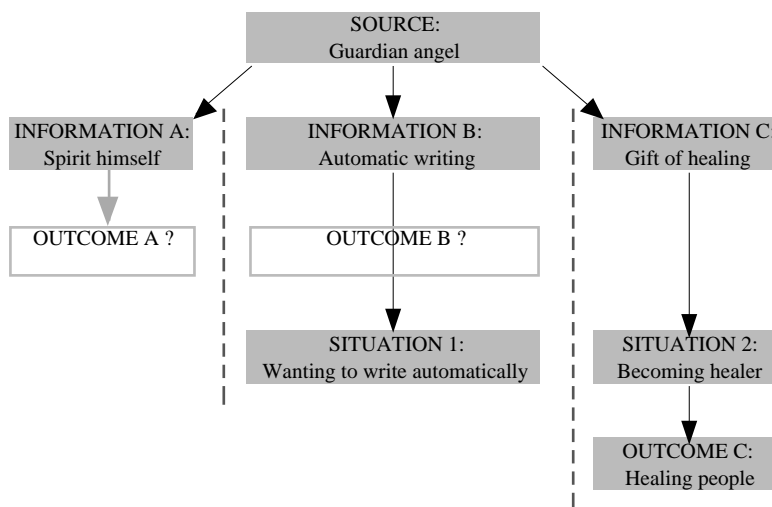 SOURCE:
Guardian angel
INFORMATION A:
Spirit himself
INFORMATION B:
Automatic writing
INFORMATION C:
Gift of healing
OUTCOME A ?
OUTCOME B ?
SITUATION 1:
Wanting to write automatically
SITUATION 2:
Becoming healer
OUTCOME C:
Healing people